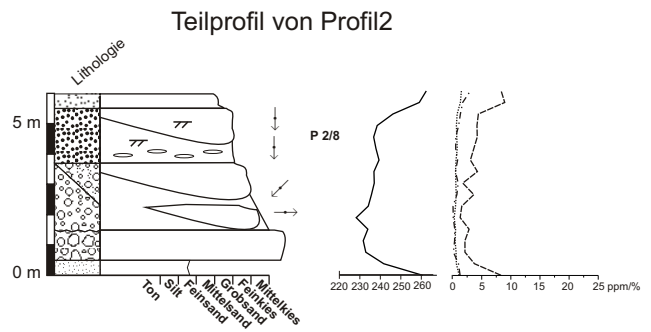 Teilprofil von Profil2
Lithologie
5 m
P 2/8
0 m
Ton
Silt
Feinsand
Mittelsand
Grobsand
Feinkies
Mittelkies
220 230 240 250 260
0 5 10 15 20 25 ppm/%